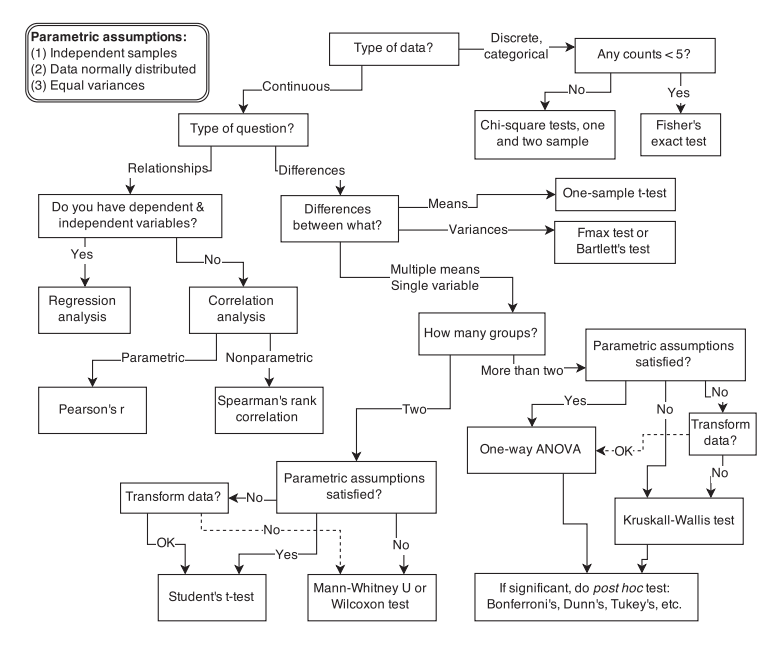 Parametric assumptions:
(1) Independent samples
(2) Data normally distributed
(3) Equal variances
Type of data?
Discrete,
categorical
Any counts < 5?
Continuous
No
Yes
Type of question?
Chi-square tests, one
and two sample
Fisher's
exact test
Relationships
Differences
Do you have dependent &
independent variables?
Differences
between what?
Means
One-sample t-test
Variances
Fmax test or
Bartlett's test
Yes
No
Multiple means
Single variable
Regression
analysis
Correlation
analysis
How many groups?
Parametric assumptions
satisfied?
Parametric
Nonparametric
More than two
Pearson's r
Spearman's rank
correlation
Two
Yes
No
No
Transform
data?
One-way ANOVA
OK
No
Transform data?
No
Parametric assumptions
satisfied?
Kruskall-Wallis test
OK
No
Yes
No
Student's t-test
Mann-Whitney U or
Wilcoxon test
If significant, do post hoc test:
Bonferroni's, Dunn's, Tukey's, etc.